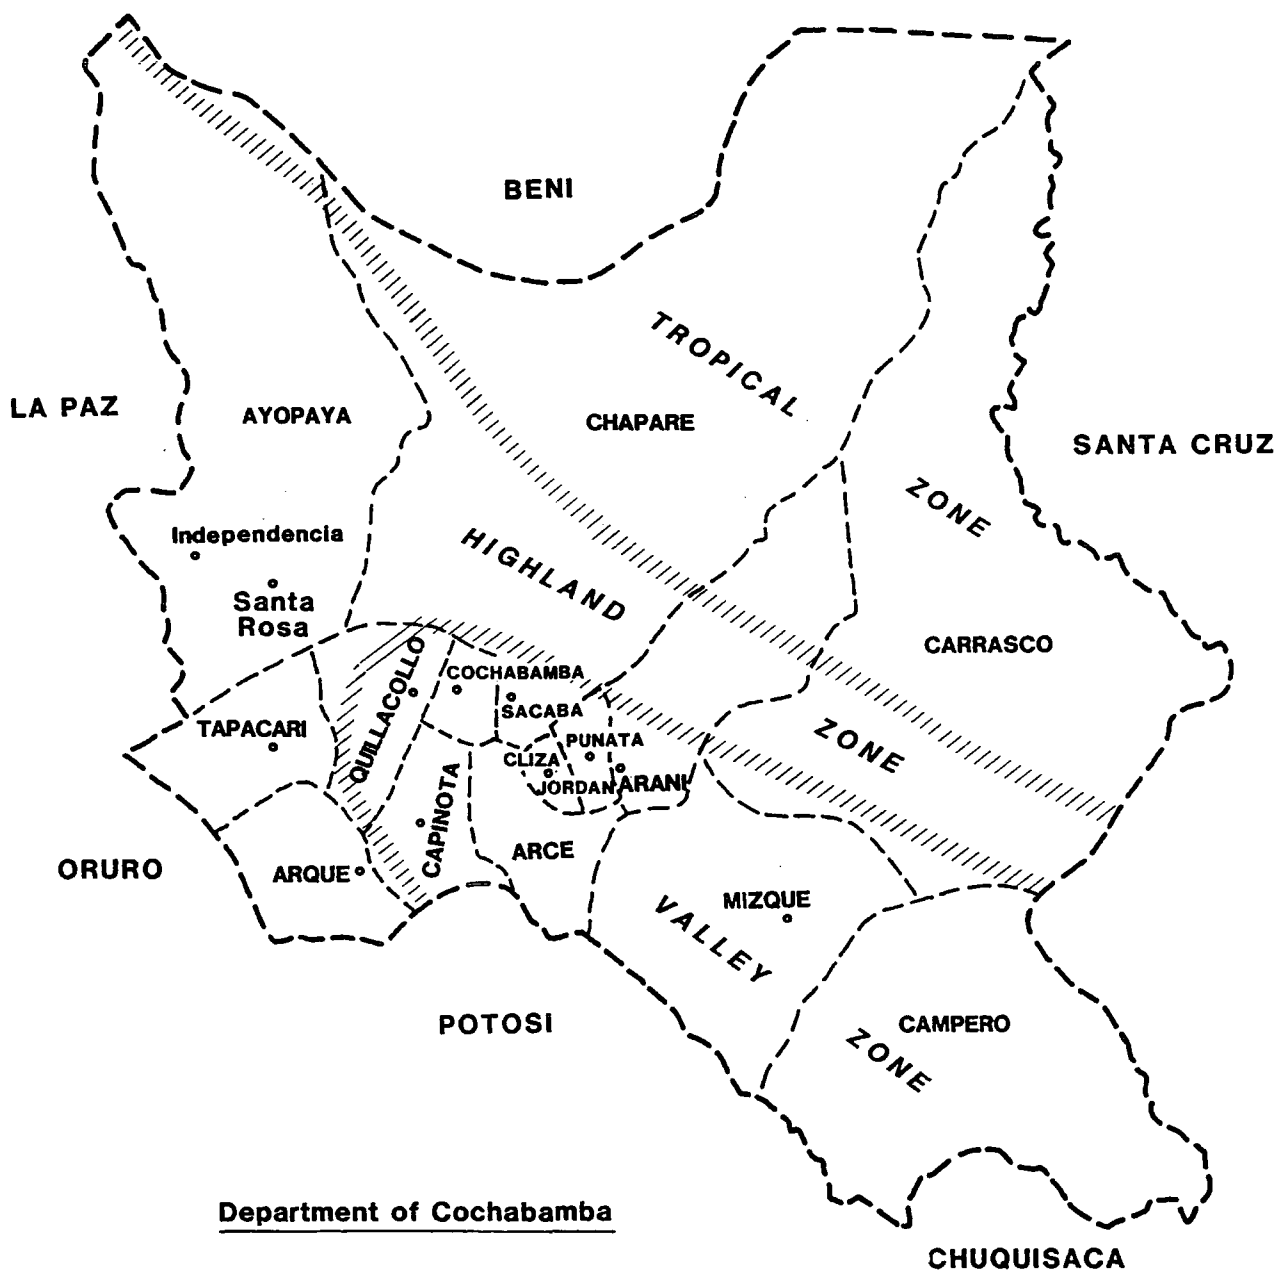 BENI
TROPICAL
LA PAZ
AYOPAYA
CHAPARE
SANTA CRUZ
ZONE
Independencia
HIGHLAND
Santa
Rosa
CARRASCO
QUILLACOLLO
COCHABAMBA
SACABA
TAPACARI
PUNATA
ZONE
CLIZA
JORDAN
ARANI
CAPINOTA
ARCE
ORURO
ARQUE
MIZQUE
VALLEY
POTOSI
CAMPERO
ZONE
Department of Cochabamba
CHUQUISACA